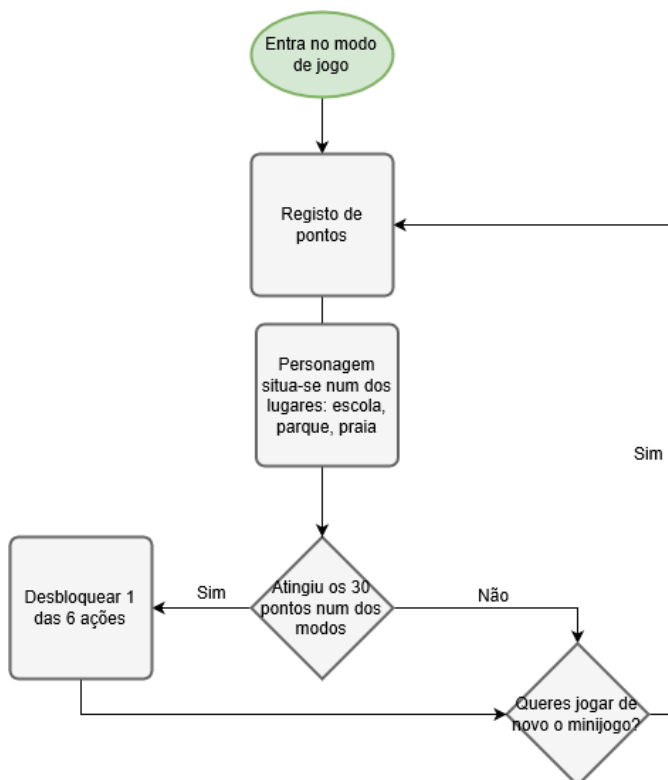 Entra no modo
de jogo
Registo de
pontos
Personagem
situa-se num dos
lugares: escola,
parque, praia
Sim
Desbloquear 1
das 6 ações
Sim
Atingiu os 30
pontos num dos
modos
Não
Queres jogar de
novo o minijogo?